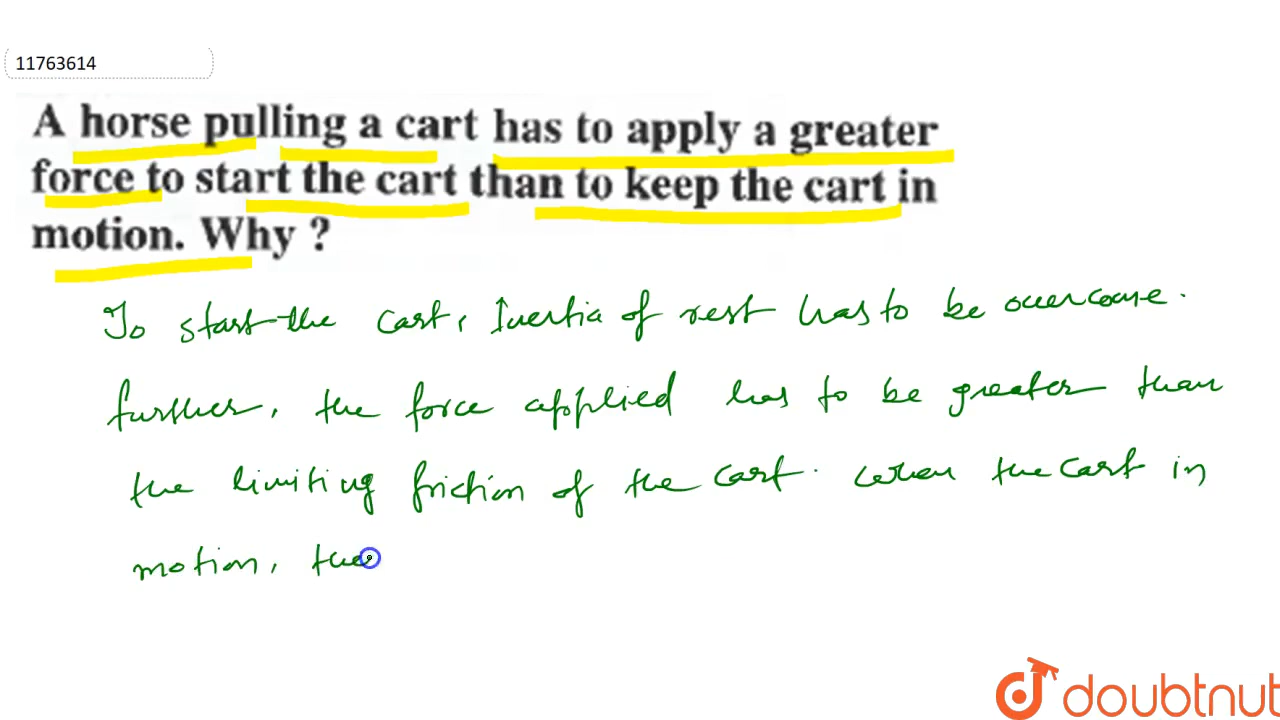 11763614
A horse pulling a cart has to apply a greater
force to start the cart than to keep the cart in
motion. Why ?
To start the cart, Inertia of rest has to be overcome.
further, the force applied has to be greater than
the limiting friction of the cart. when the cart in
motion, the
doubtnut